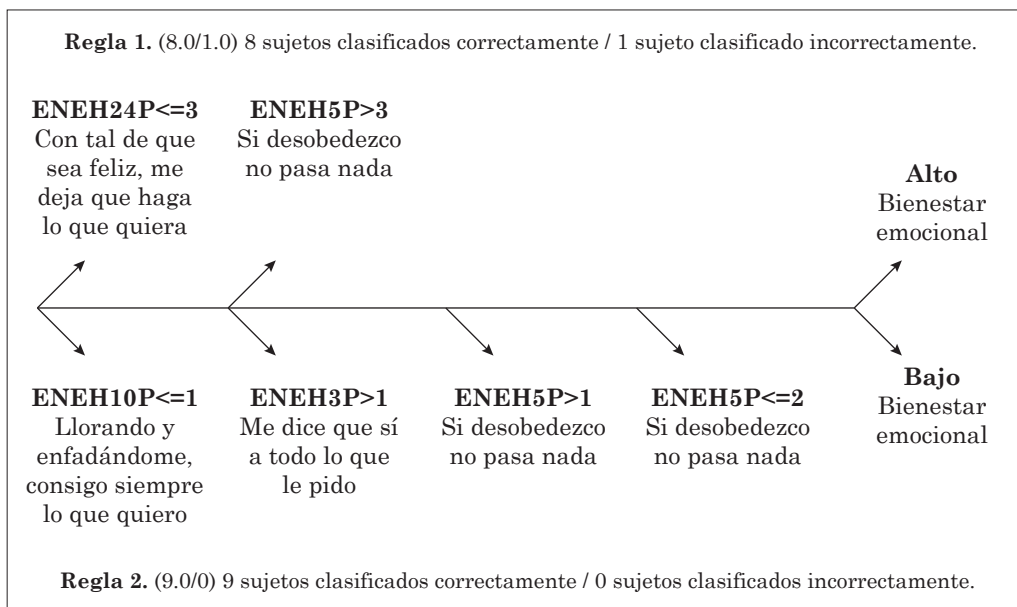 Regla 1. (8.0/1.0) 8 sujetos clasificados correctamente / 1 sujeto clasificado incorrectamente.
ENEH24P<=3
Con tal de que
sea feliz, me
deja que haga
lo que quiera
ENEH5P>3
Si desobedezco
no pasa nada
Alto
Bienestar
emocional
ENEH10P<=1
Llorando y
enfadándome,
consigo siempre
lo que quiero
ENEH3P>1
Me dice que sí
a todo lo que
le pido
ENEH5P>1
Si desobedezco
no pasa nada
ENEH5P<=2
Si desobedezco
no pasa nada
Bajo
Bienestar
emocional
Regla 2. (9.0/0) 9 sujetos clasificados correctamente / 0 sujetos clasificados incorrectamente.